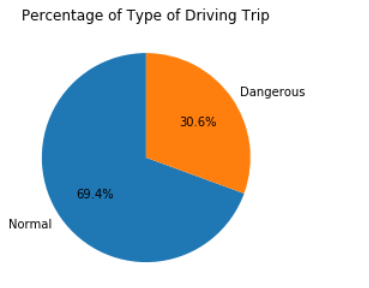 Percentage of Type of Driving Trip
Dangerous
30.6%
69.4%
Normal